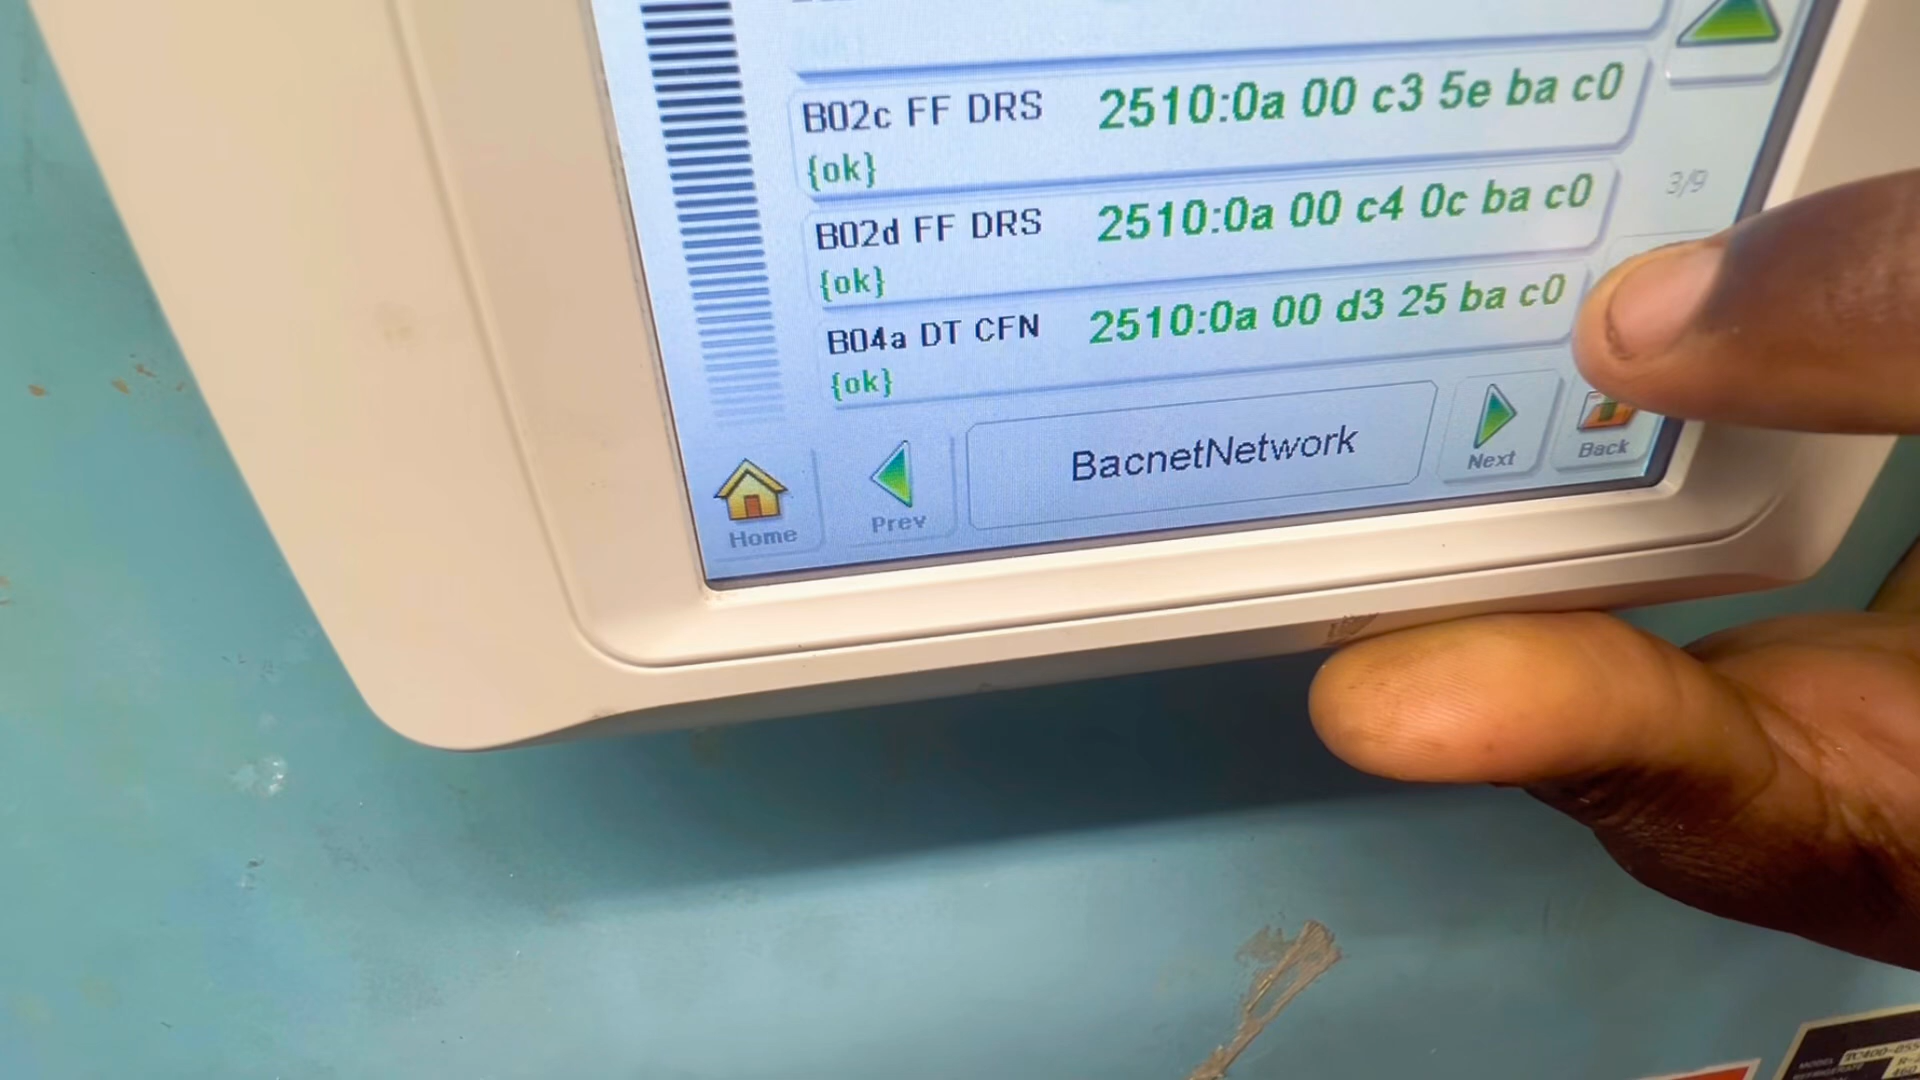 B02c FF DRS 2510:0a 00 c3 5e ba c0
{ok}
B02d FF DRS 2510:0a 00 c4 0c ba c0
3/9
{ok}
B04a DT CFN 2510:0a 00 d3 25 ba c0
{ok}
Home
Prev
BacnetNetwork
Next
Back
MODEL